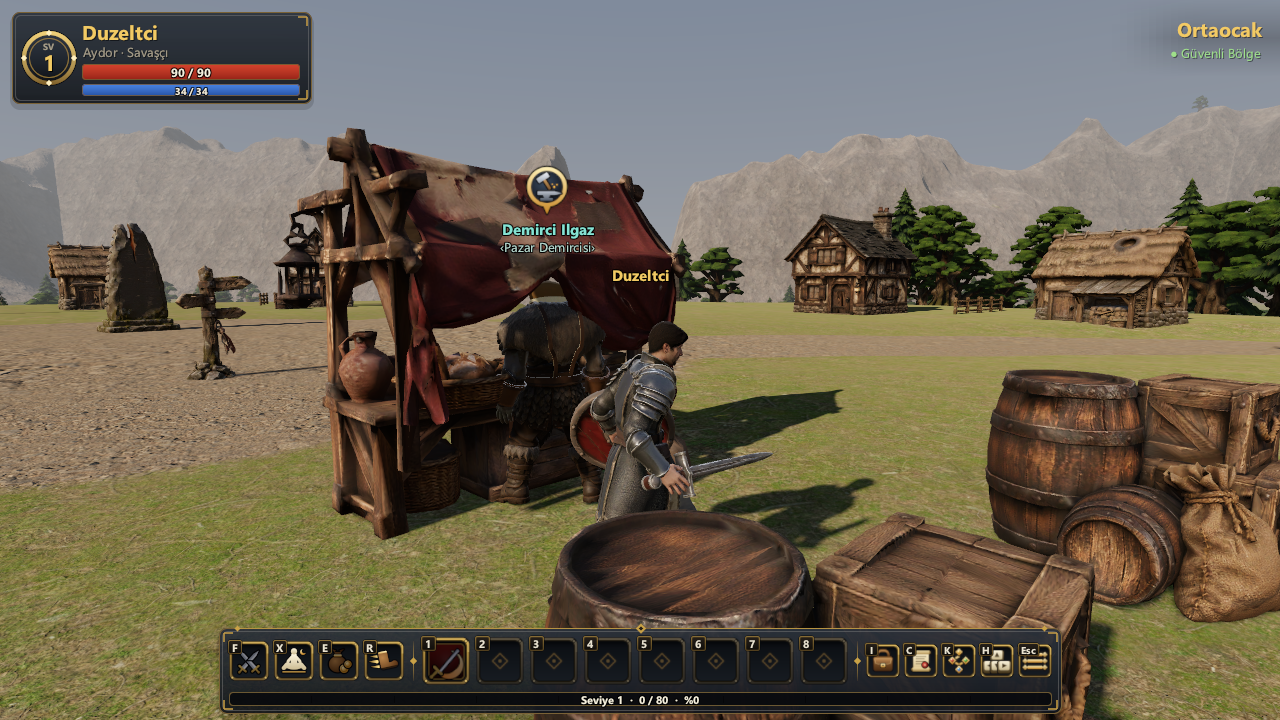 SV
1
Duzeltci
Aydor · Savaşçı
90 / 90
34 / 34
Ortaocak
Güvenli Bölge
Demirci Ilgaz
‹Pazar Demircisi›
Duzeltci
F
X
E
R
1
2
3
4
5
6
7
8
I
C
K
H
Esc
Seviye 1 · 0 / 80 · %0